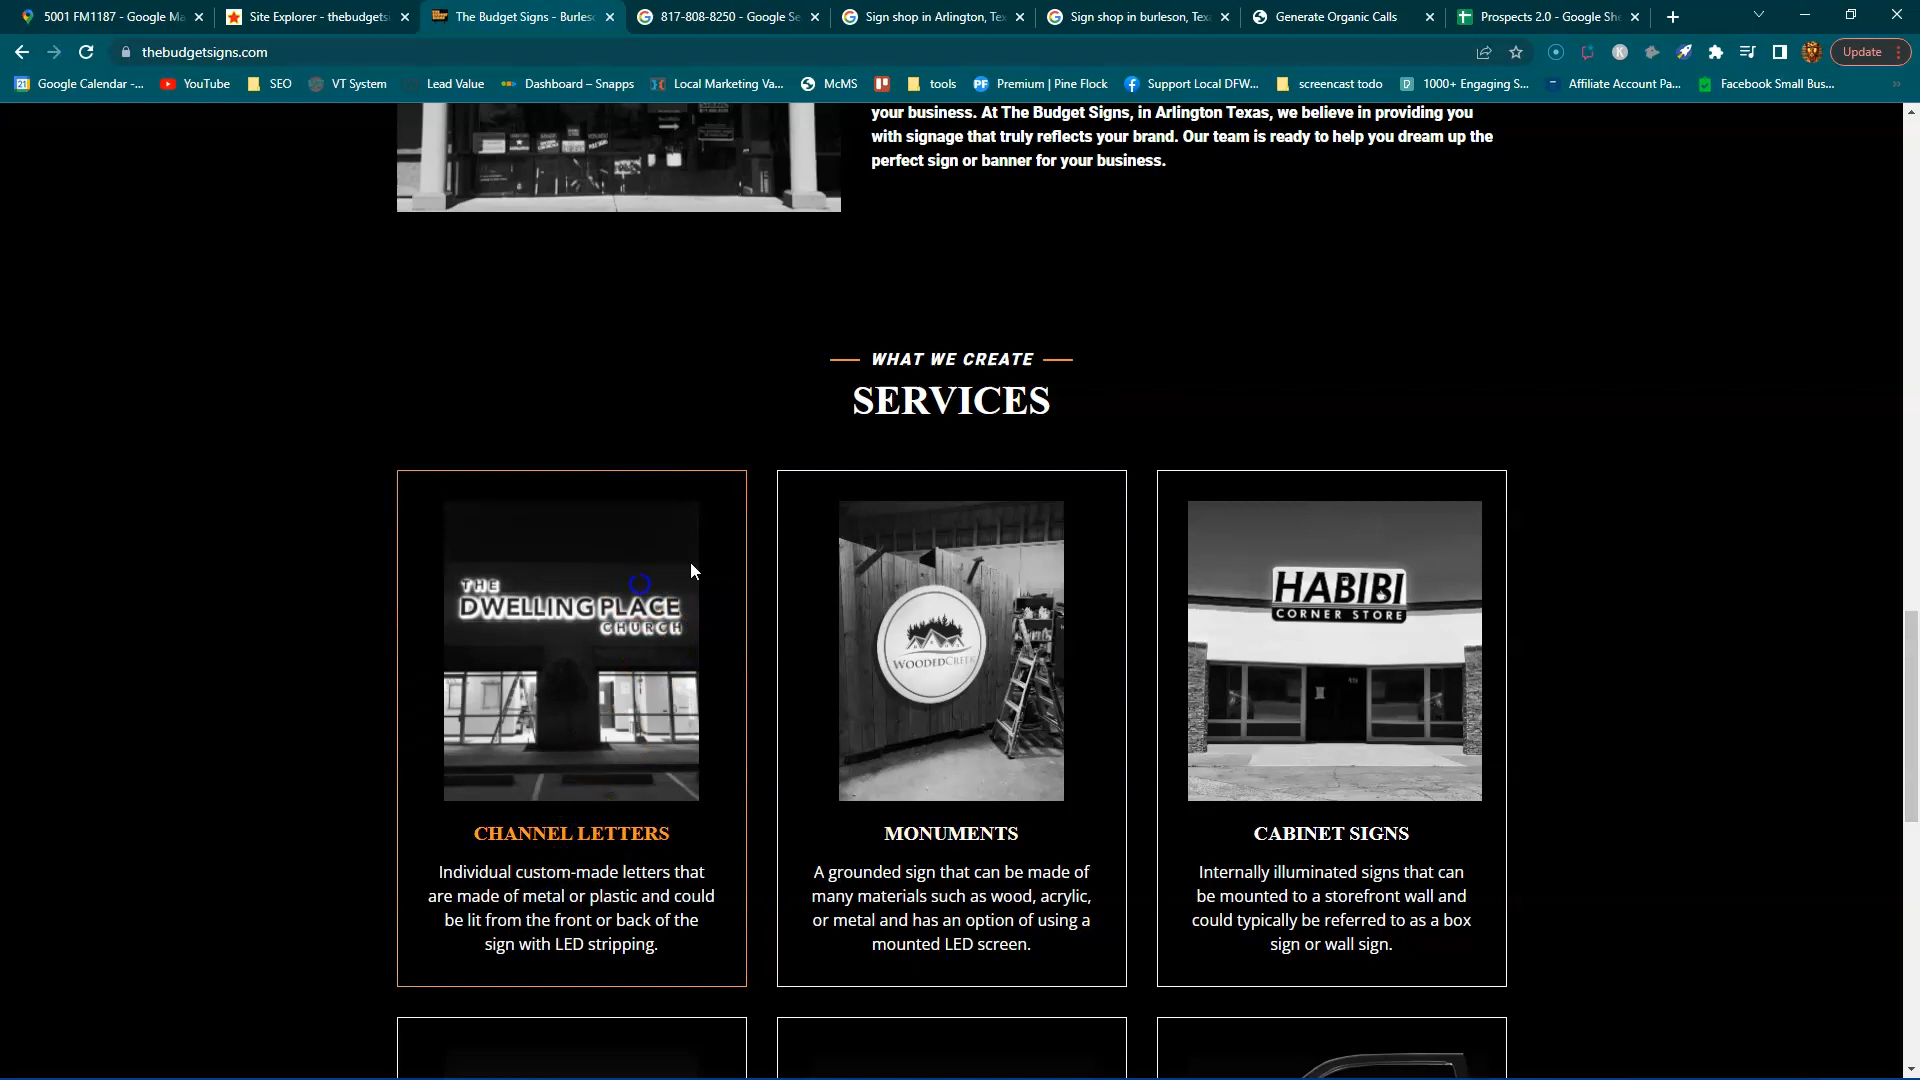 5001 FM1187 - Google Ma
Site Explorer - thebudgets
The Budget Signs - Burles
817-808-8250 - Google Se
Sign shop in Arlington, Te
Sign shop in burleson, Tex
Generate Organic Calls
Prospects 2.0 - Google She
thebudgetsigns.com
Update
Google Calendar -...
YouTube
SEO
VT System
Lead Value
Dashboard – Snapps
Local Marketing Va...
McMS
tools
Premium | Pine Flock
Support Local DFW...
screencast todo
1000+ Engaging S...
Affiliate Account Pa...
Facebook Small Bus...
your business. At The Budget Signs, in Arlington Texas, we believe in providing you
with signage that truly reflects your brand. Our team is ready to help you dream up the
perfect sign or banner for your business.
WHAT WE CREATE
SERVICES
THE
DWELLING PLACE
CHURCH
WOODEDCREEK
HABIBI
CORNER STORE
CHANNEL LETTERS
Individual custom-made letters that
are made of metal or plastic and could
be lit from the front or back of the
sign with LED stripping.
MONUMENTS
A grounded sign that can be made of
many materials such as wood, acrylic,
or metal and has an option of using a
mounted LED screen.
CABINET SIGNS
Internally illuminated signs that can
be mounted to a storefront wall and
could typically be referred to as a box
sign or wall sign.